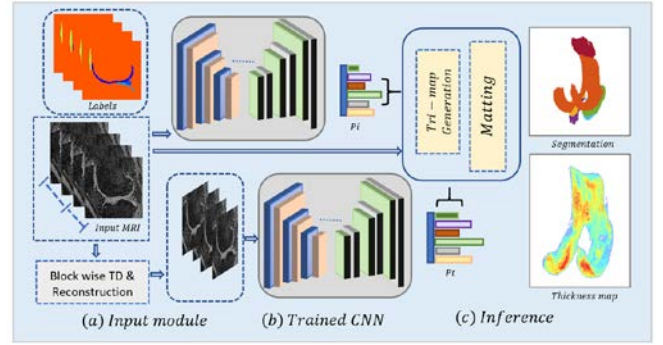 Labels
Input MRI
Block wise TD &
Reconstruction
(a) Input module
Pi
(b) Trained CNN
Tri – map
Generation
Matting
Pt
(c) Inference
Segmentation
Thickness map